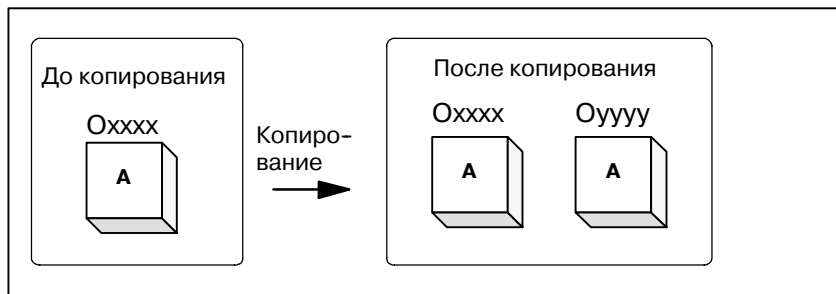 До копирования
Oxxxx
A
Копиро-
вание
После копирования
Oxxxx Oyyyy
A A